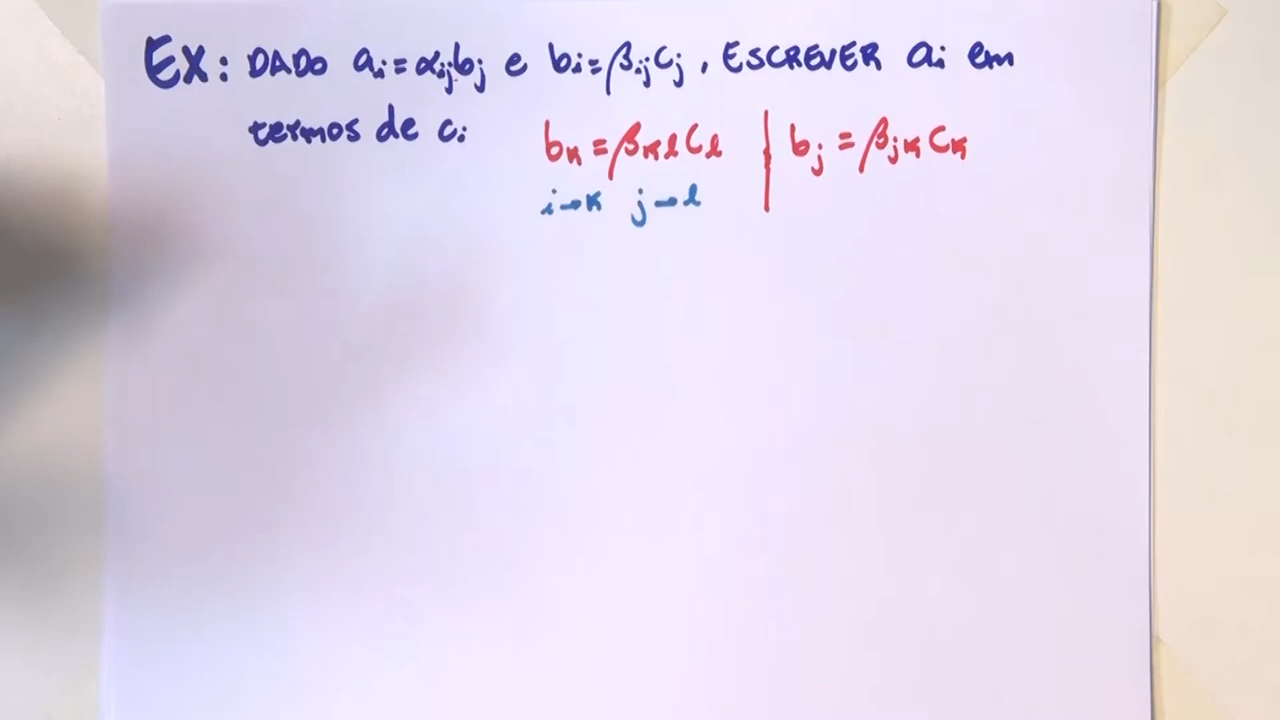 EX: DADO aᵢ = αᵢⱼbⱼ e bᵢ = βᵢⱼcⱼ, ESCREVER aᵢ em
termos de cᵢ
bₖ = βₖₗcₗ | bⱼ = βⱼₖcₖ
i→k j→l